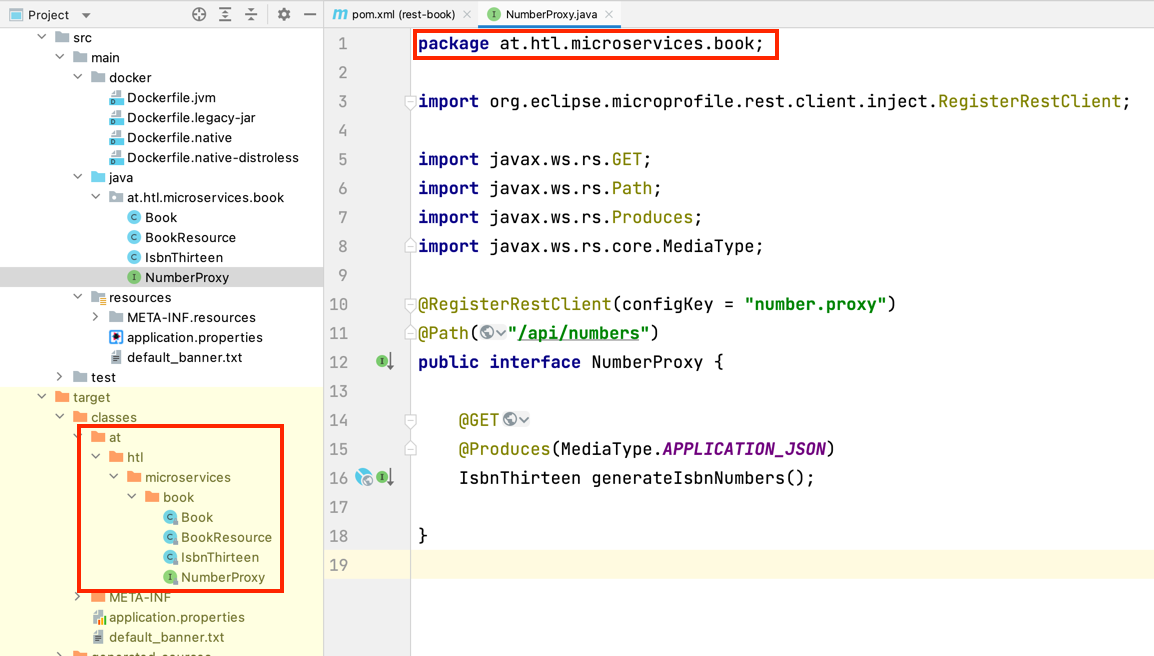 Project
pom.xml (rest-book)
NumberProxy.java
src
main
docker
Dockerfile.jvm
Dockerfile.legacy-jar
Dockerfile.native
Dockerfile.native-distroless
java
at.htl.microservices.book
Book
BookResource
IsbnThirteen
NumberProxy
resources
META-INF.resources
application.properties
default_banner.txt
test
target
classes
at
htl
microservices
book
Book
BookResource
IsbnThirteen
NumberProxy
META-INF
application.properties
default_banner.txt
generated-sources
1 package at.htl.microservices.book;
2
3 import org.eclipse.microprofile.rest.client.inject.RegisterRestClient;
4
5 import javax.ws.rs.GET;
6 import javax.ws.rs.Path;
7 import javax.ws.rs.Produces;
8 import javax.ws.rs.core.MediaType;
9
10 @RegisterRestClient(configKey = "number.proxy")
11 @Path("/api/numbers")
12 public interface NumberProxy {
13
14 @GET
15 @Produces(MediaType.APPLICATION_JSON)
16 IsbnThirteen generateIsbnNumbers();
17
18 }
19